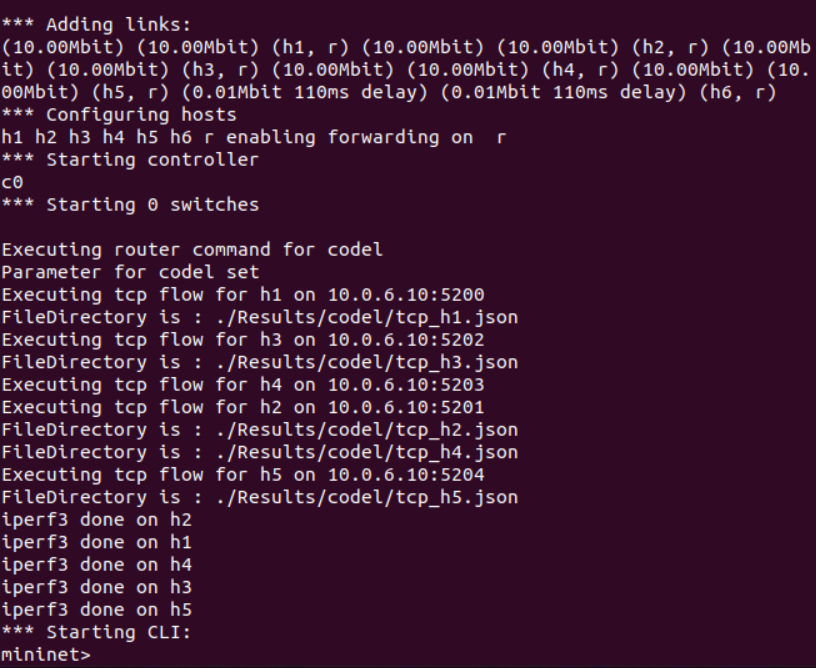 *** Adding links:
(10.00Mbit) (10.00Mbit) (h1, r) (10.00Mbit) (10.00Mbit) (h2, r) (10.00Mb
it) (10.00Mbit) (h3, r) (10.00Mbit) (10.00Mbit) (h4, r) (10.00Mbit) (10.
00Mbit) (h5, r) (0.01Mbit 110ms delay) (0.01Mbit 110ms delay) (h6, r)
*** Configuring hosts
h1 h2 h3 h4 h5 h6 r enabling forwarding on  r
*** Starting controller
c0
*** Starting 0 switches

Executing router command for codel
Parameter for codel set
Executing tcp flow for h1 on 10.0.6.10:5200
FileDirectory is : ./Results/codel/tcp_h1.json
Executing tcp flow for h3 on 10.0.6.10:5202
FileDirectory is : ./Results/codel/tcp_h3.json
Executing tcp flow for h4 on 10.0.6.10:5203
Executing tcp flow for h2 on 10.0.6.10:5201
FileDirectory is : ./Results/codel/tcp_h2.json
FileDirectory is : ./Results/codel/tcp_h4.json
Executing tcp flow for h5 on 10.0.6.10:5204
FileDirectory is : ./Results/codel/tcp_h5.json
iperf3 done on h2
iperf3 done on h1
iperf3 done on h4
iperf3 done on h3
iperf3 done on h5
*** Starting CLI:
mininet>